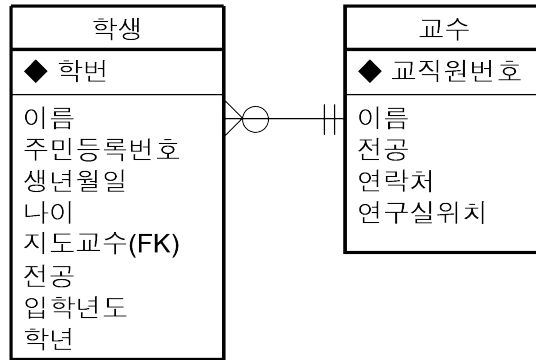 학생
◆ 학번
이름
주민등록번호
생년월일
나이
지도교수(FK)
전공
입학년도
학년
교수
◆ 교직원번호
이름
전공
연락처
연구실위치